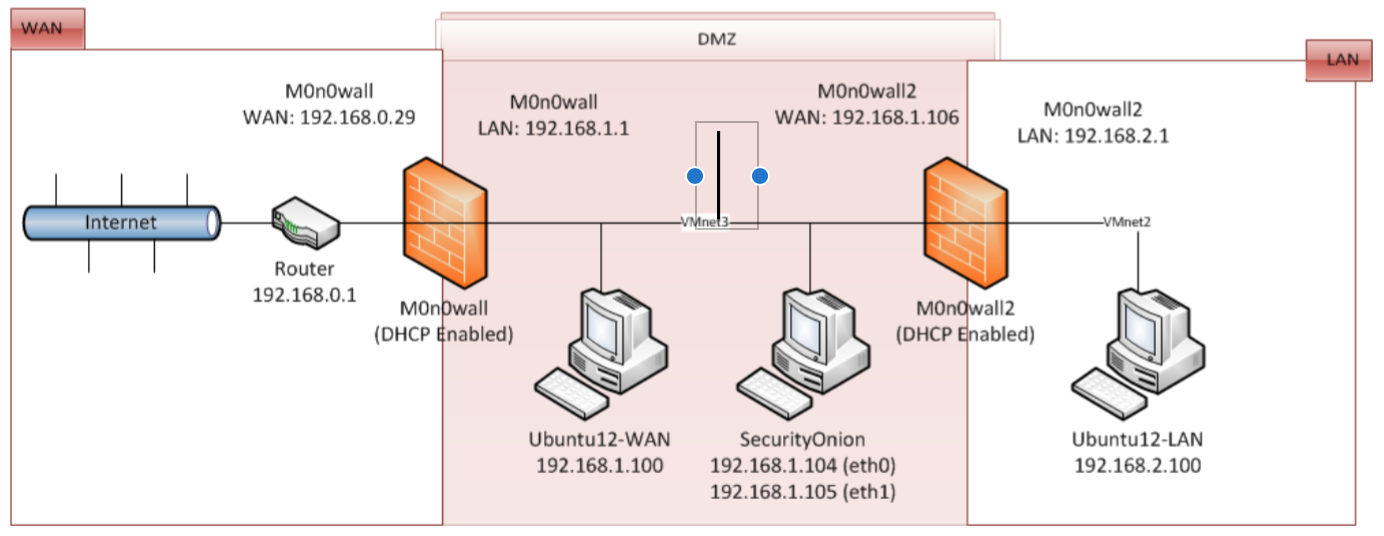 WAN
DMZ
LAN
M0n0wall
WAN: 192.168.0.29
M0n0wall
LAN: 192.168.1.1
M0n0wall2
WAN: 192.168.1.106
M0n0wall2
LAN: 192.168.2.1
Internet
VMnet3
VMnet2
Router
192.168.0.1
M0n0wall
(DHCP Enabled)
M0n0wall2
(DHCP Enabled)
Ubuntu12-WAN
192.168.1.100
SecurityOnion
192.168.1.104 (eth0)
192.168.1.105 (eth1)
Ubuntu12-LAN
192.168.2.100